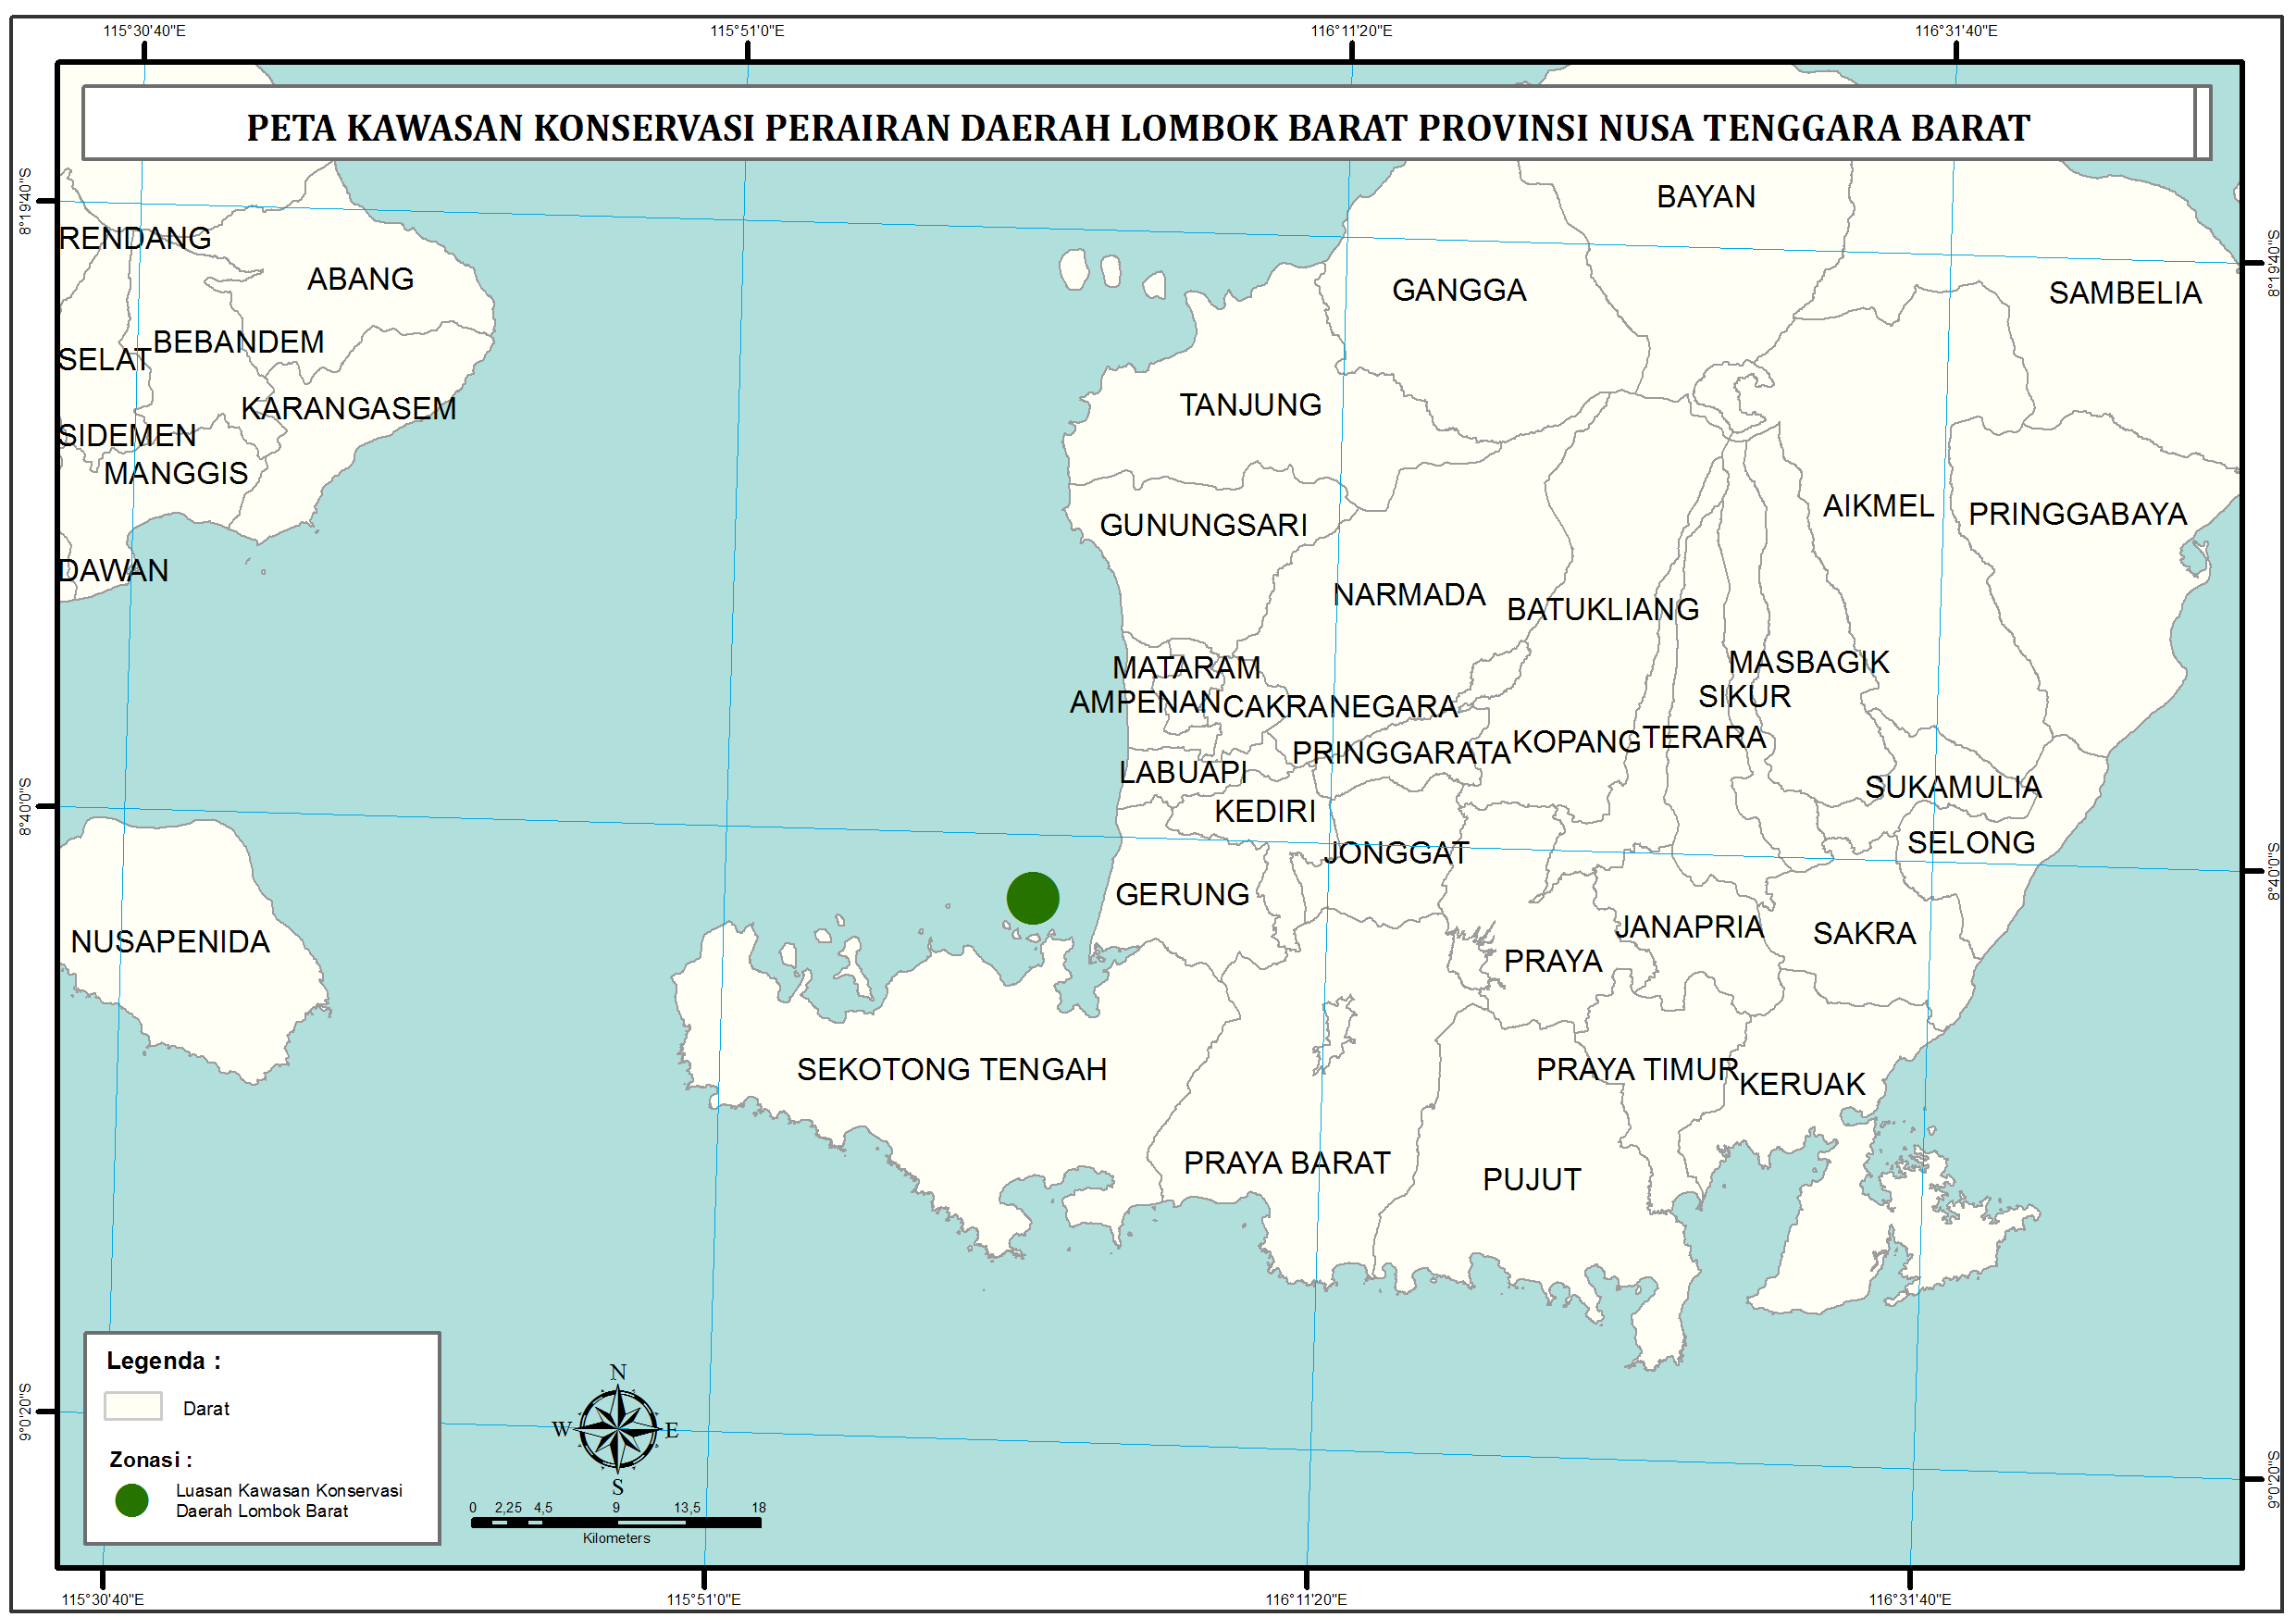 115°30'40"E 115°51'0"E 116°11'20"E 116°31'40"E
PETA KAWASAN KONSERVASI PERAIRAN DAERAH LOMBOK BARAT PROVINSI NUSA TENGGARA BARAT
8°19'40"S
8°19'40"S
BAYAN
RENDANG
ABANG
GANGGA
SAMBELIA
BEBANDEM
SELAT
KARANGASEM
TANJUNG
SIDEMEN
MANGGIS
AIKMEL
PRINGGABAYA
GUNUNGSARI
DAWAN
NARMADA
BATUKLIANG
MASBAGIK
MATARAM
SIKUR
AMPENAN
CAKRANEGARA
TERARA
KOPANG
PRINGGARATA
LABUAPI
SUKAMULIA
8°40'0"S
KEDIRI
SELONG
JONGGAT
8°40'0"S
GERUNG
JANAPRIA
SAKRA
NUSAPENIDA
PRAYA
SEKOTONG TENGAH
PRAYA TIMUR
KERUAK
PRAYA BARAT
PUJUT
Legenda :
Darat
Zonasi :
Luasan Kawasan Konservasi
Daerah Lombok Barat
9°0'20"S
9°0'20"S
N
W E
S
0 2,25 4,5 9 13,5 18
Kilometers
115°30'40"E 115°51'0"E 116°11'20"E 116°31'40"E